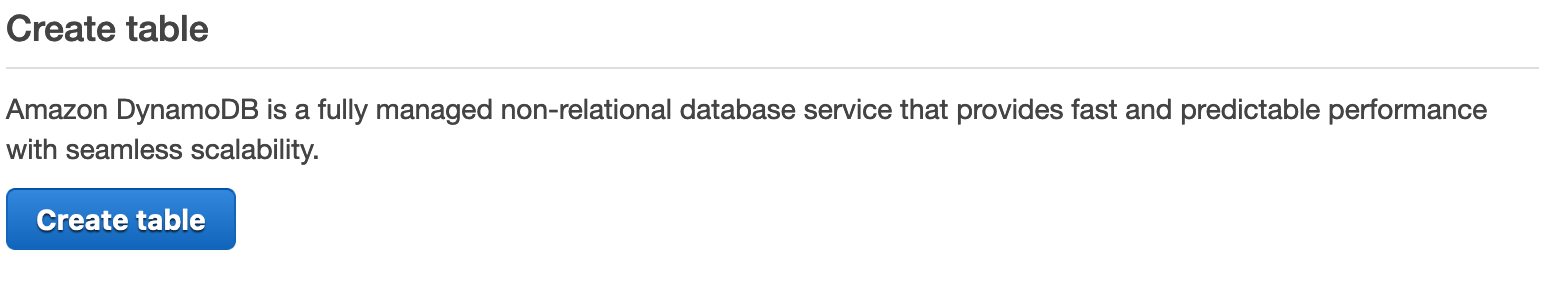 Create table
Amazon DynamoDB is a fully managed non-relational database service that provides fast and predictable performance
with seamless scalability.
Create table